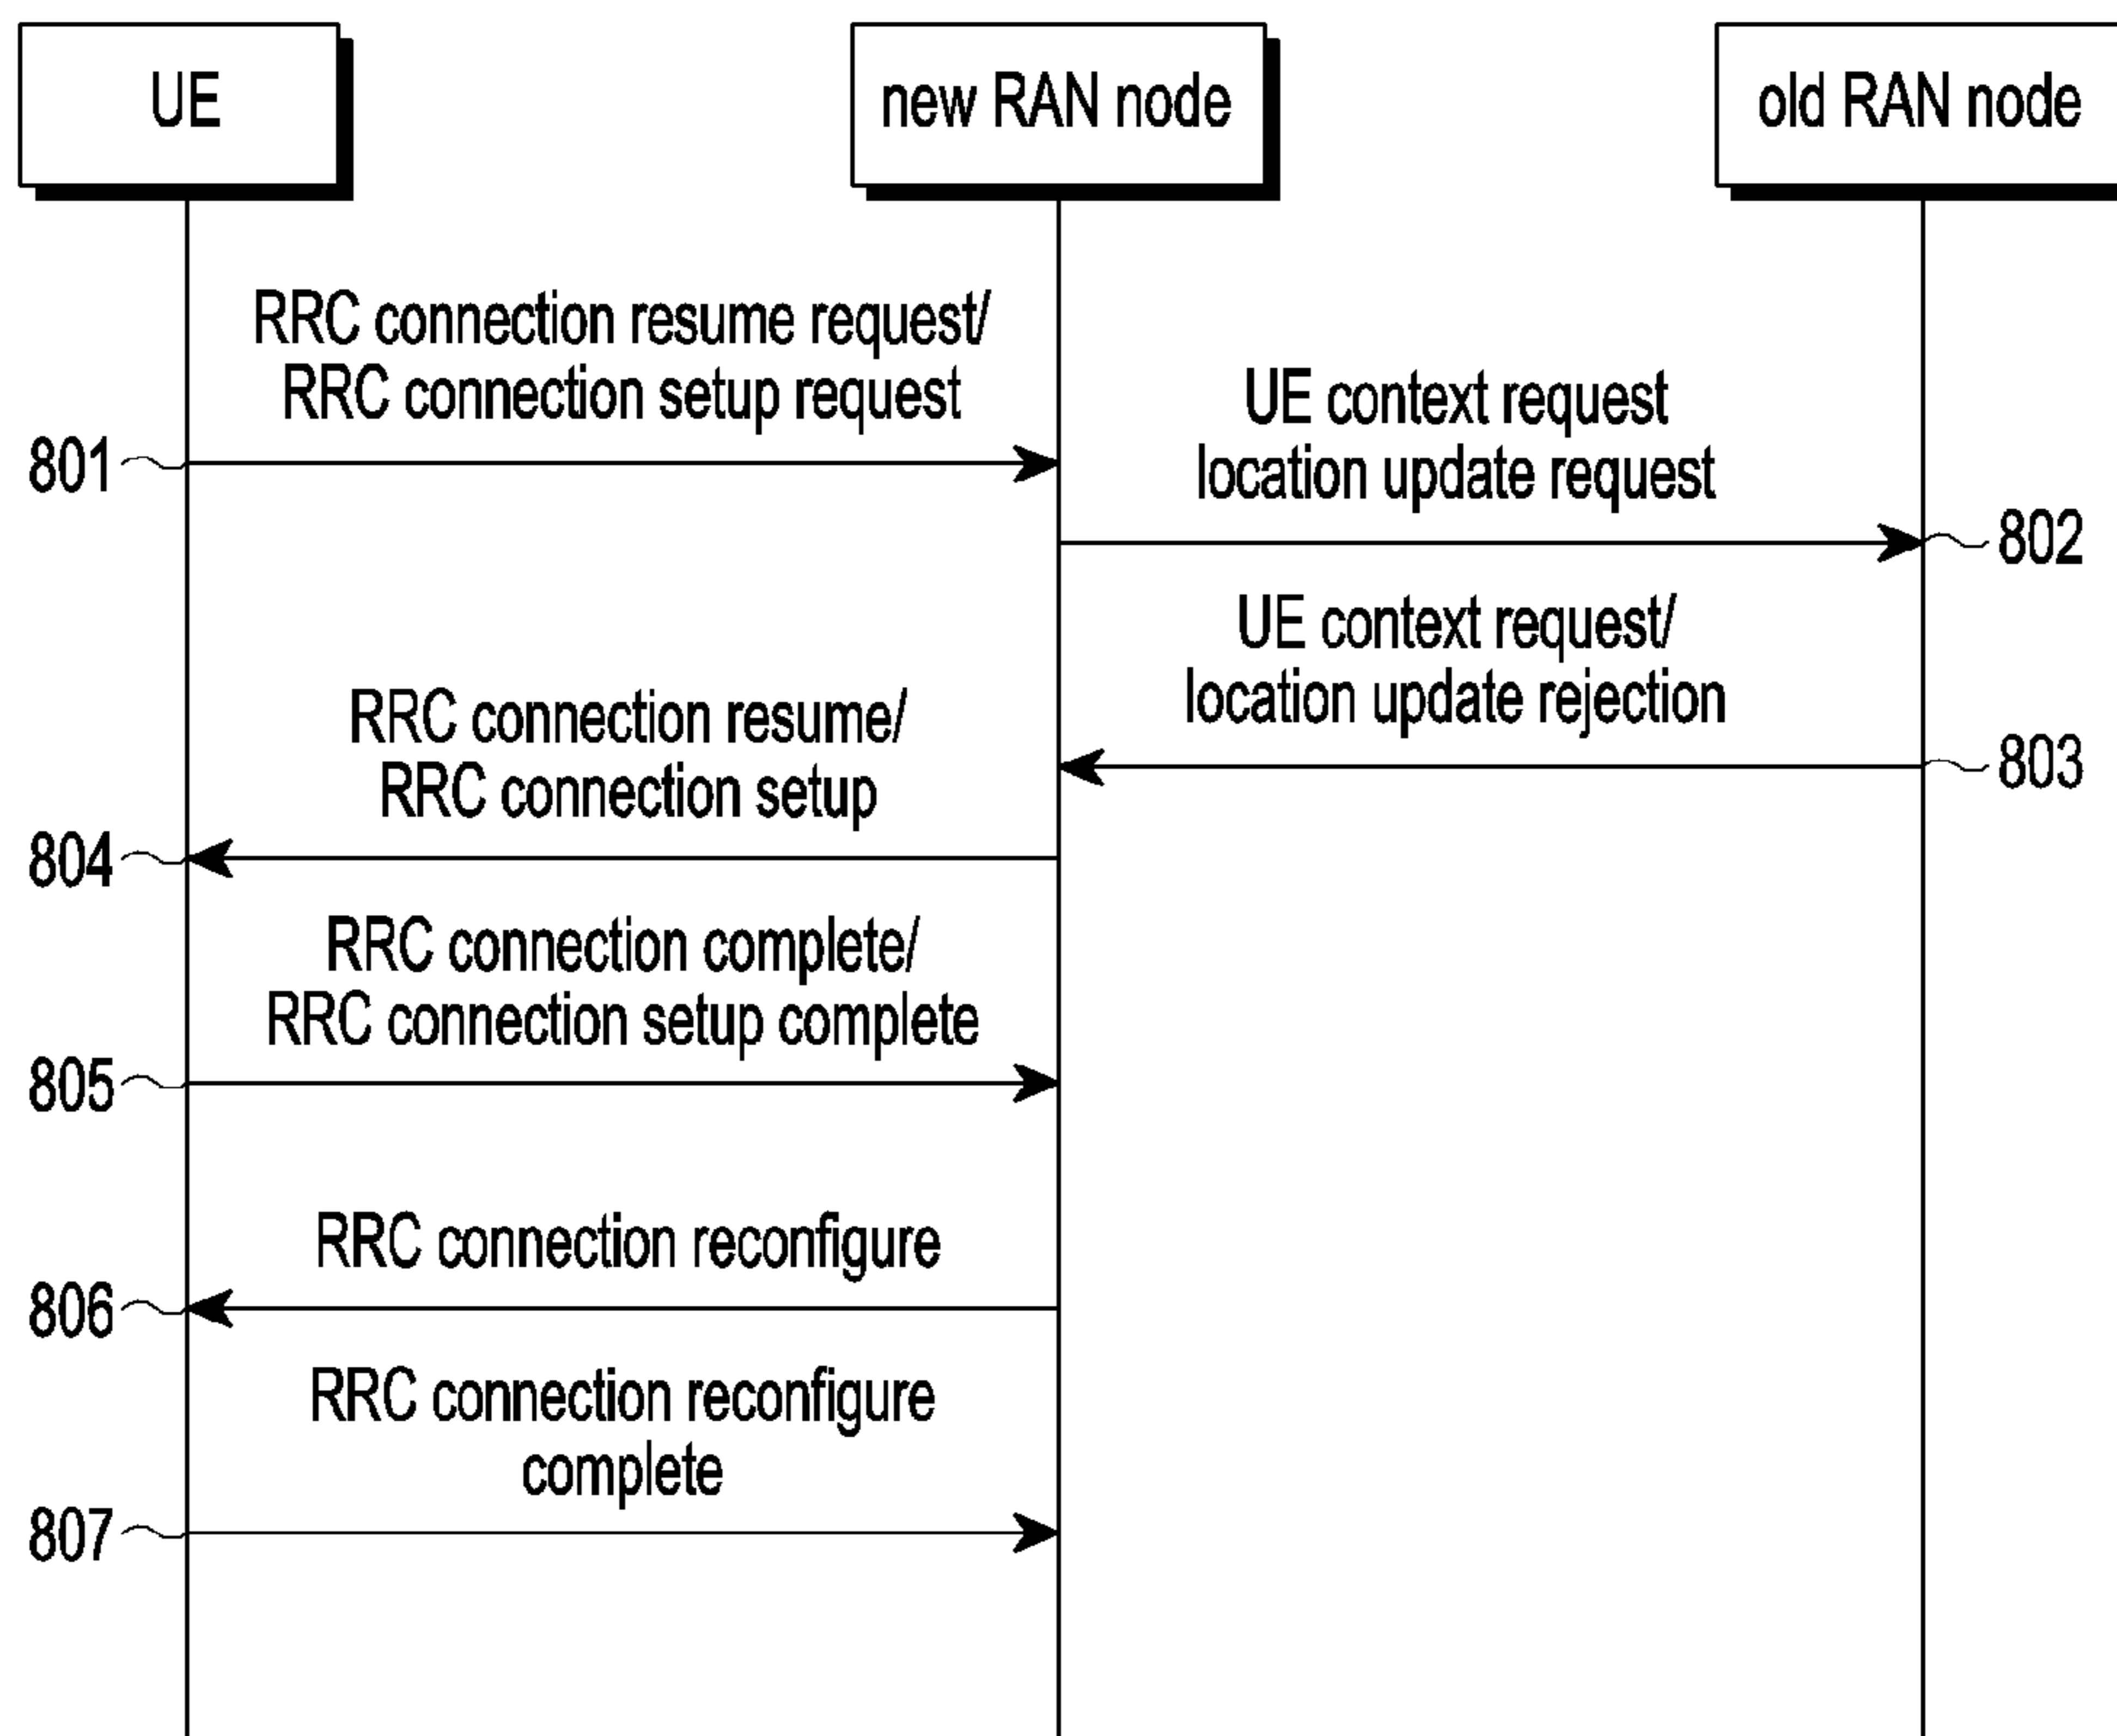 UE
new RAN node
old RAN node
RRC connection resume request/
RRC connection setup request
801
UE context request
location update request
802
UE context request/
location update rejection
803
RRC connection resume/
RRC connection setup
804
RRC connection complete/
RRC connection setup complete
805
RRC connection reconfigure
806
RRC connection reconfigure
complete
807